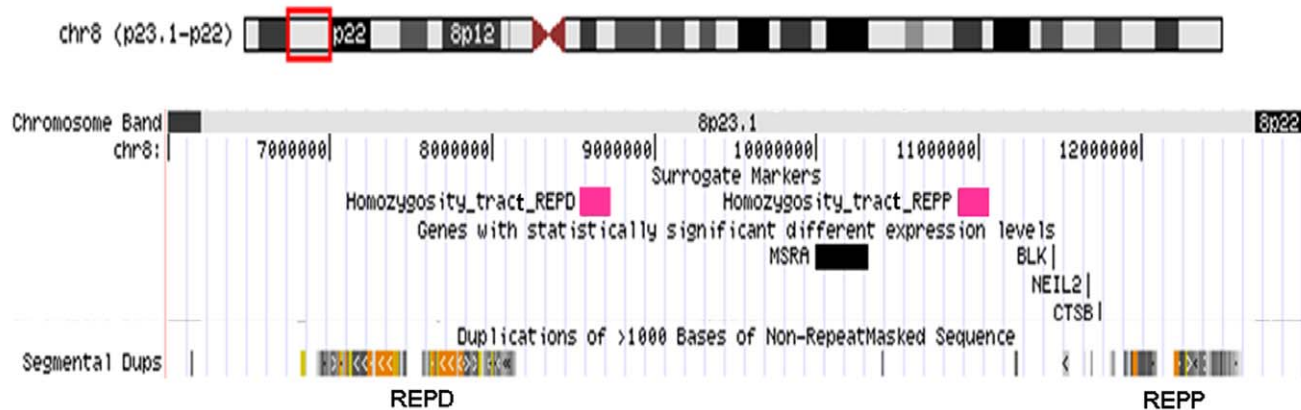 chr8 (p23.1-p22) p22 8p12
Chromosome Band 8p23.1 8p22
chr8: 7000000 8000000 9000000 10000000 11000000 12000000
Surrogate Markers
Homozygosity_tract_REPD Homozygosity_tract_REPP
Genes with statistically significant different expression levels
MSRA BLK
NEIL2
CTSB
Duplications of >1000 Bases of Non-RepeatMasked Sequence
Segmental Dups
REPD REPP